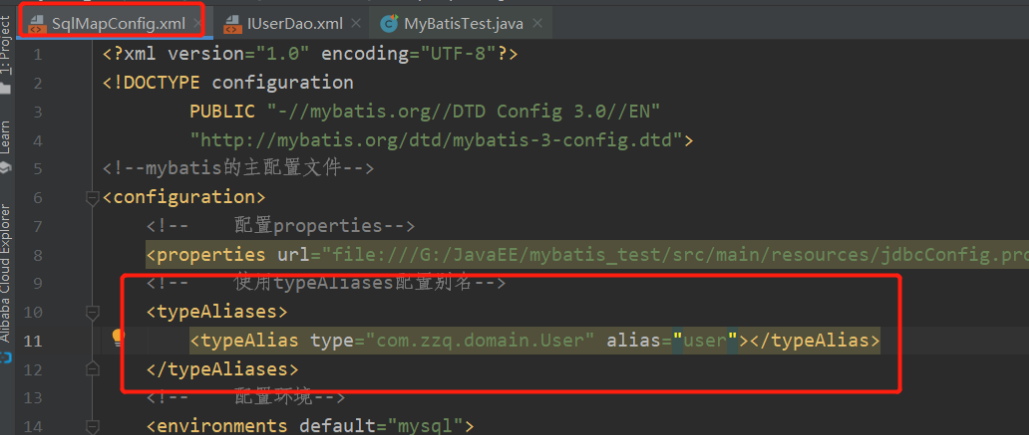 SqlMapConfig.xml IUserDao.xml MyBatisTest.java
1: Project
Learn
Alibaba Cloud Explorer
1 <?xml version="1.0" encoding="UTF-8"?>
2 <!DOCTYPE configuration
3 PUBLIC "-//mybatis.org//DTD Config 3.0//EN"
4 "http://mybatis.org/dtd/mybatis-3-config.dtd">
5 <!--mybatis的主配置文件-->
6 <configuration>
7 <!-- 配置properties-->
8 <properties url="file:///G:/JavaEE/mybatis_test/src/main/resources/jdbcConfig.pro
9 <!-- 使用typeAliases配置别名-->
10 <typeAliases>
11 <typeAlias type="com.zzq.domain.User" alias="user"></typeAlias>
12 </typeAliases>
13 <!-- 配置环境-->
14 <environments default="mysql">